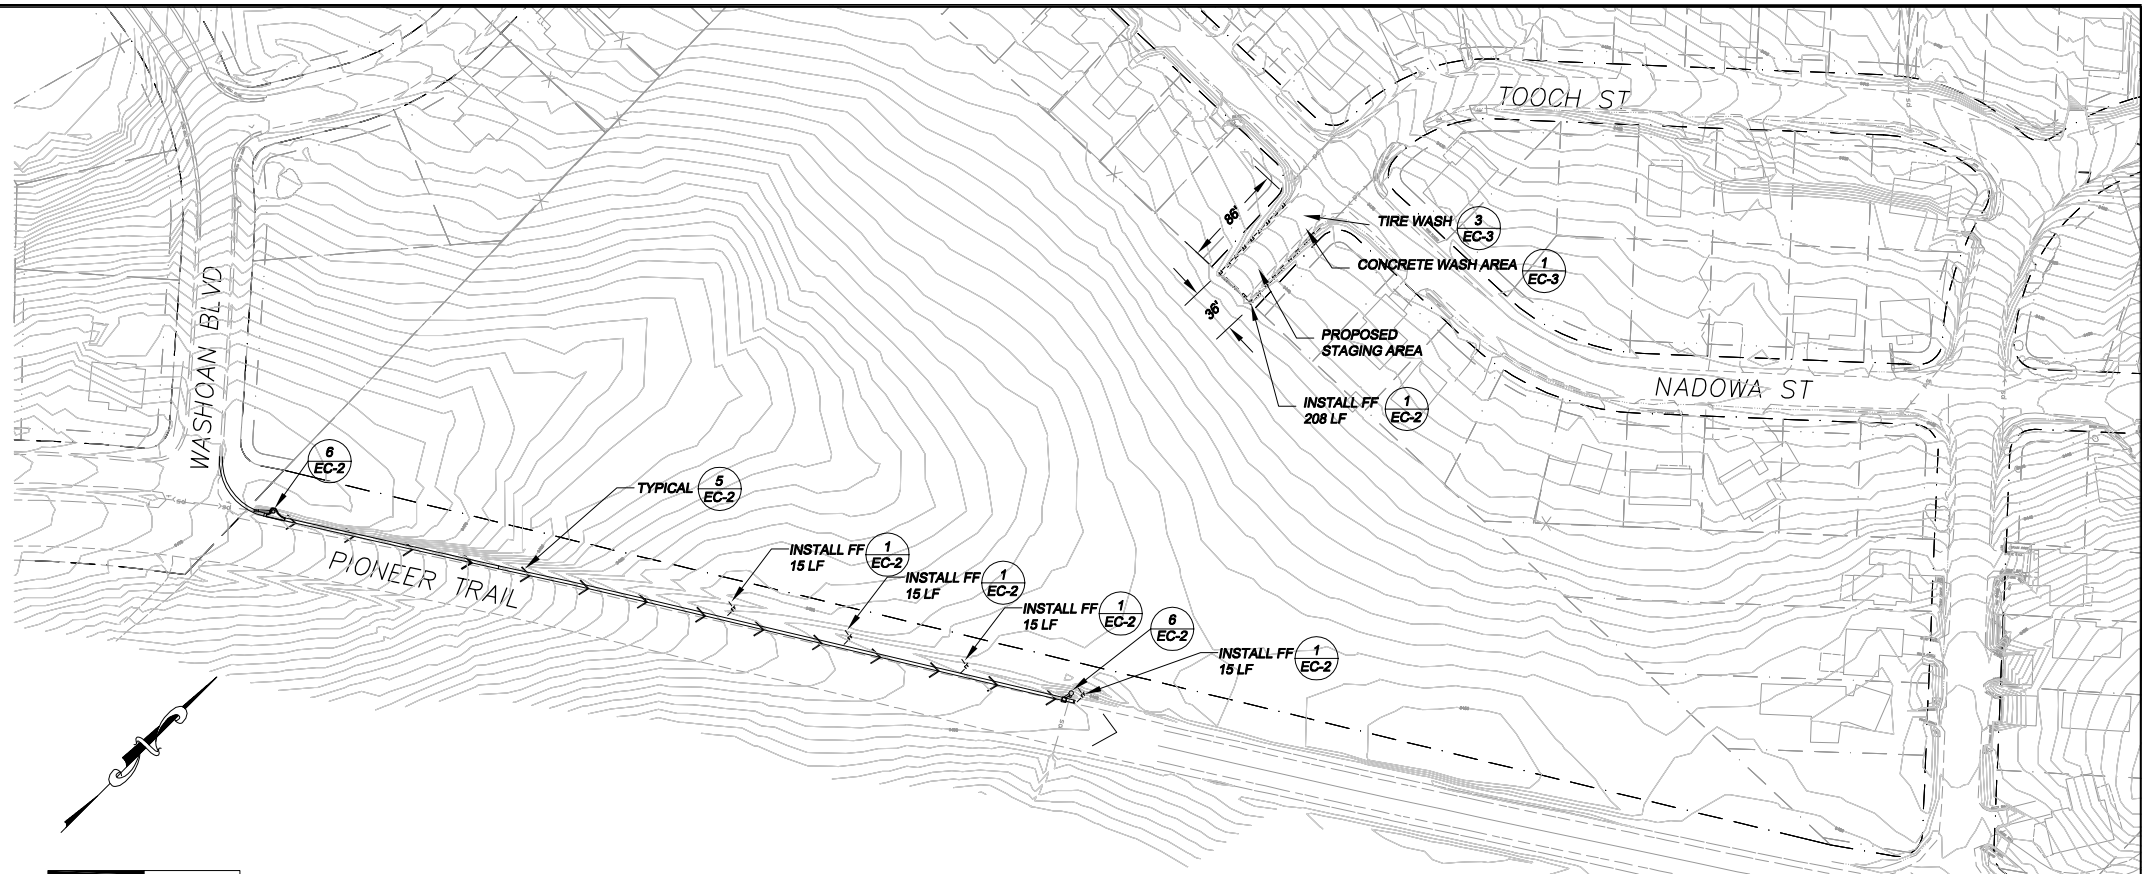 TOOCH ST
86'
TIRE WASH
3
EC-3
CONCRETE WASH AREA
1
EC-3
36'
PROPOSED
STAGING AREA
INSTALL FF
208 LF
1
EC-2
NADOWA ST
WASHOAN BLVD
6
EC-2
TYPICAL
5
EC-2
PIONEER TRAIL
INSTALL FF
15 LF
1
EC-2
INSTALL FF
15 LF
1
EC-2
INSTALL FF
15 LF
1
EC-2
6
EC-2
INSTALL FF
15 LF
1
EC-2